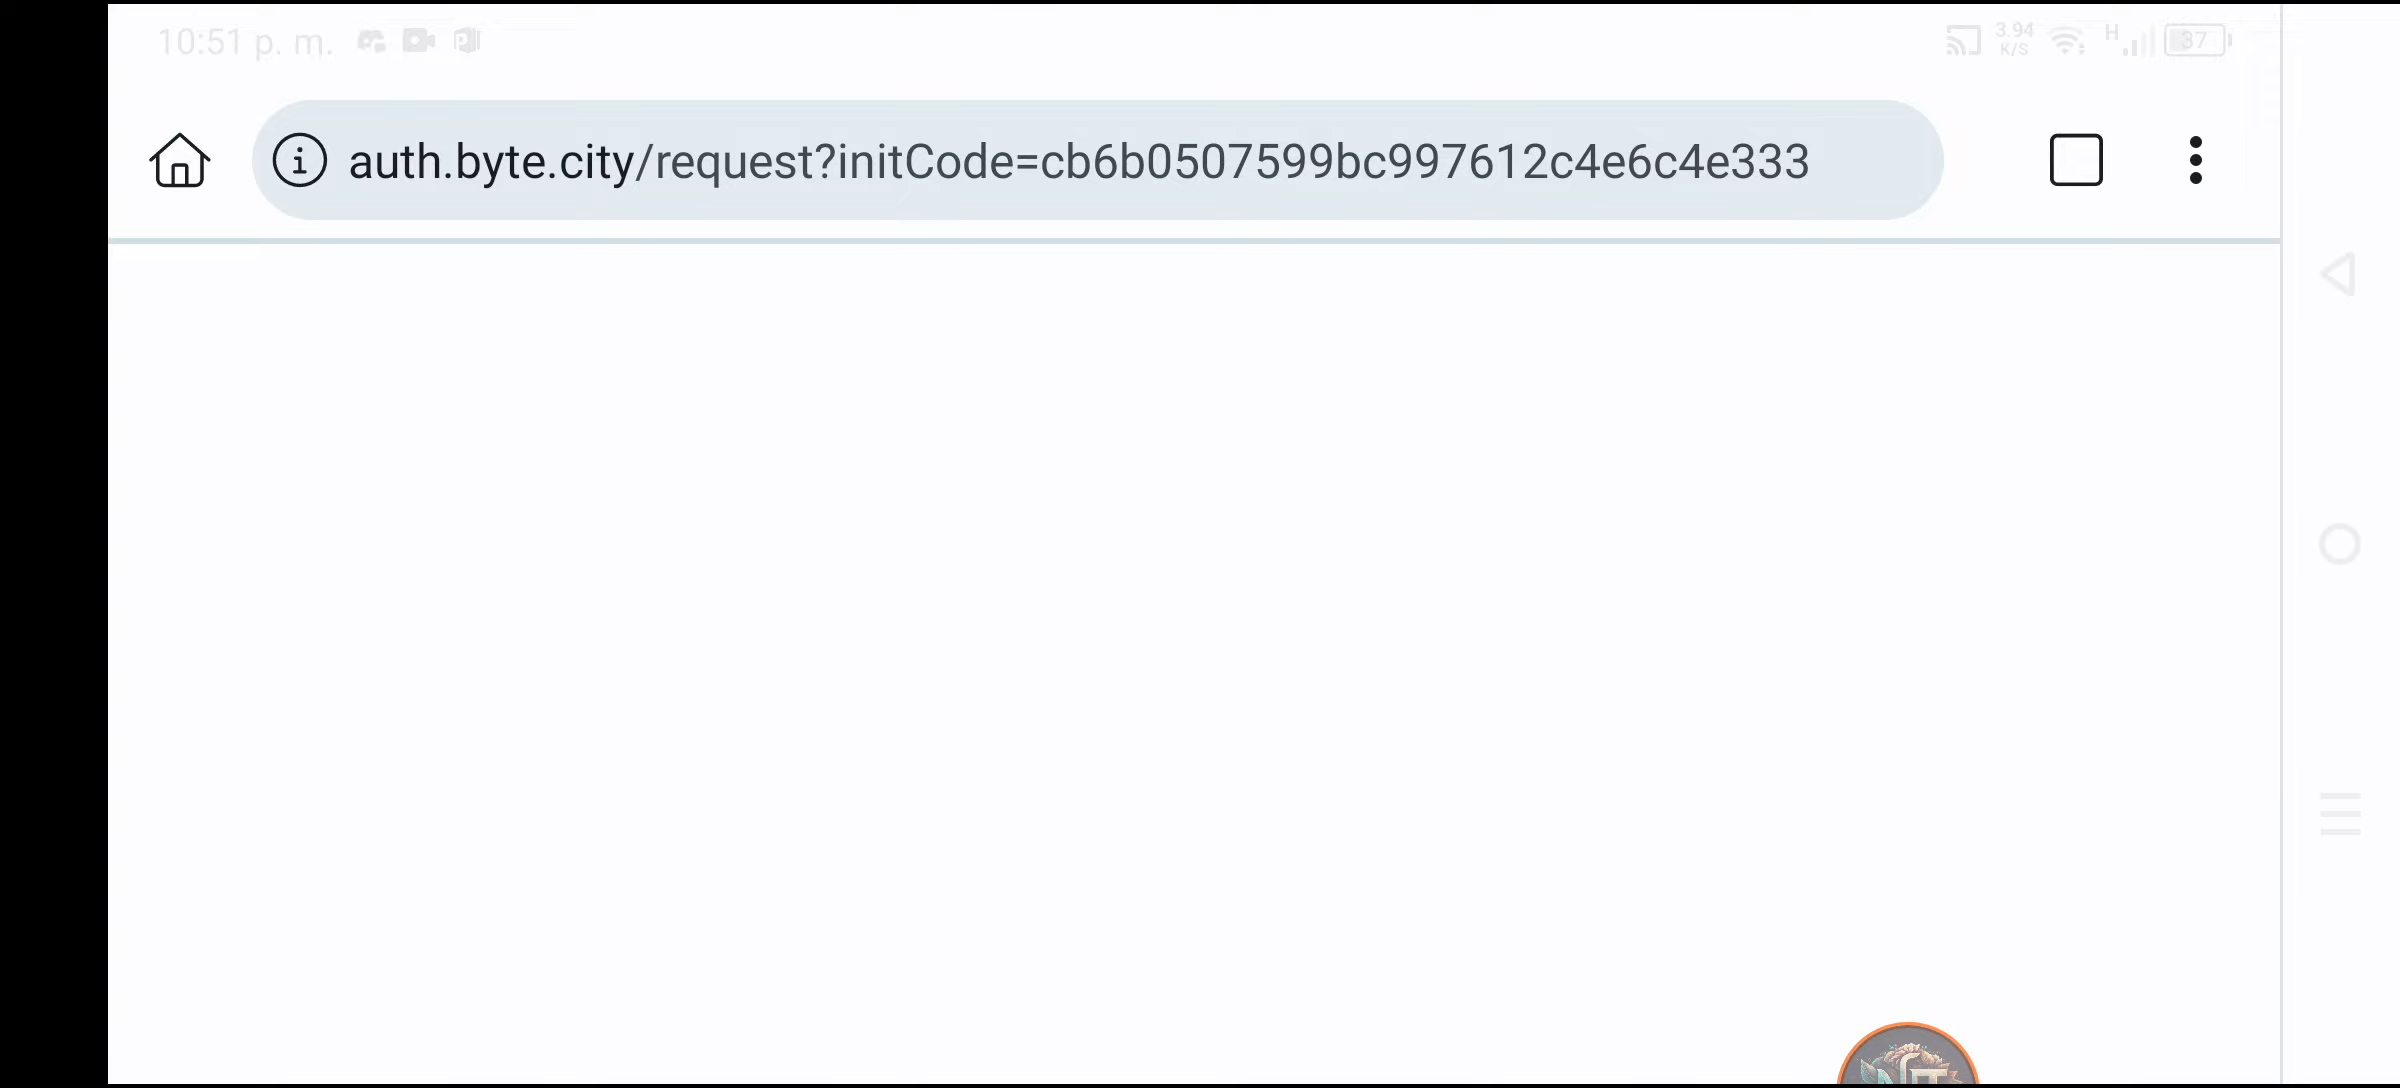 10:51 p. m.
3.94
K/S
H
37
auth.byte.city/request?initCode=cb6b0507599bc997612c4e6c4e333